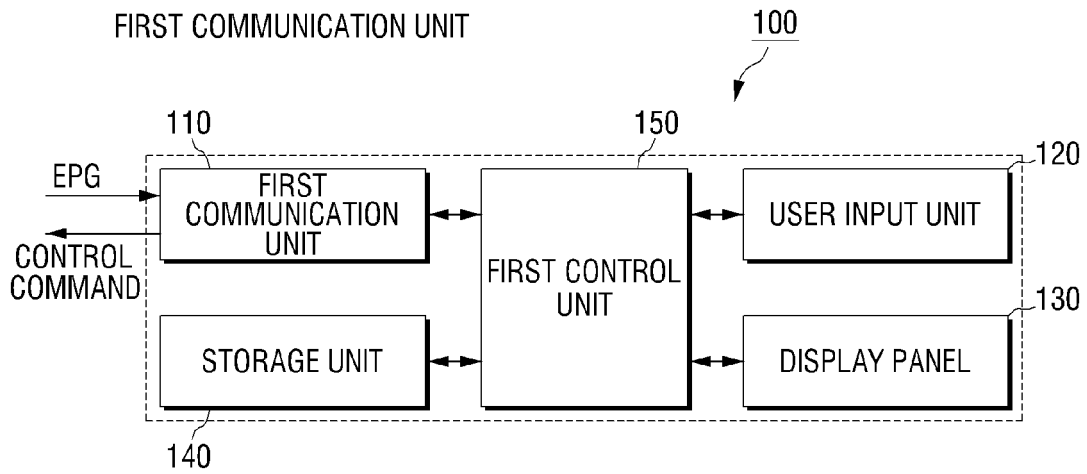 FIRST COMMUNICATION UNIT
100
110
150
120
EPG
CONTROL
COMMAND
FIRST
COMMUNICATION
UNIT
FIRST CONTROL
UNIT
USER INPUT UNIT
130
STORAGE UNIT
DISPLAY PANEL
140